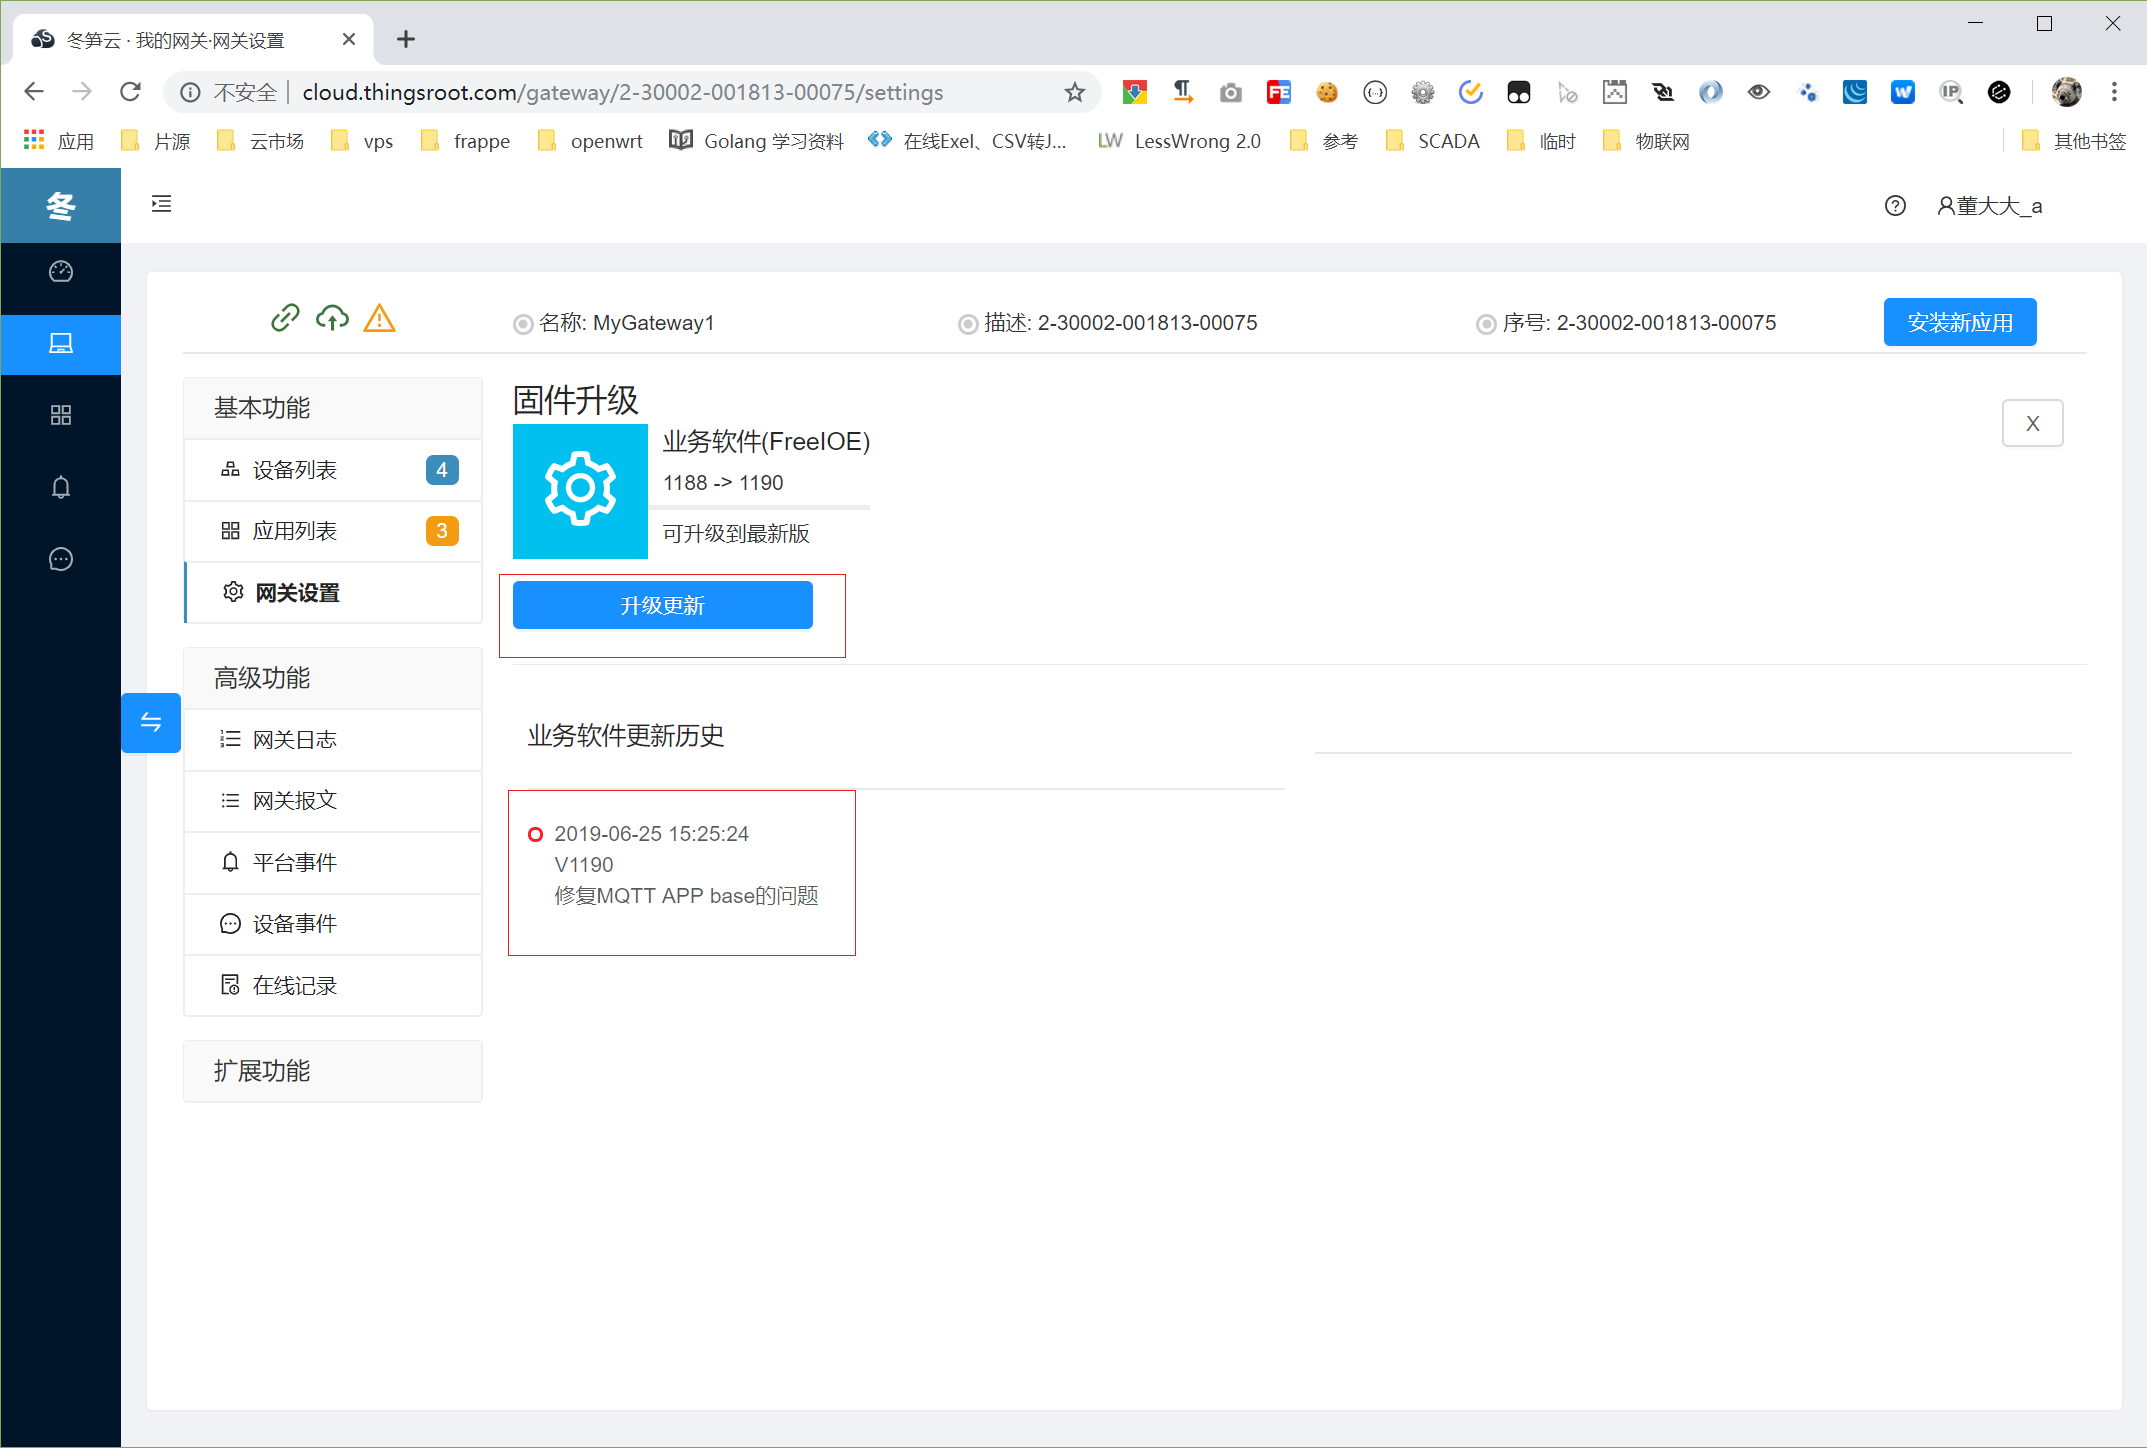 冬笋云 · 我的网关·网关设置
不安全 | cloud.thingsroot.com/gateway/2-30002-001813-00075/settings
应用 片源 云市场 vps frappe openwrt Golang 学习资料 在线Exel、CSV转J... LW LessWrong 2.0 参考 SCADA 临时 物联网 其他书签
冬
董大大_a
名称: MyGateway1 描述: 2-30002-001813-00075 序号: 2-30002-001813-00075 安装新应用
基本功能
设备列表 4
应用列表 3
网关设置
高级功能
网关日志
网关报文
平台事件
设备事件
在线记录
扩展功能
固件升级
X
业务软件(FreeIOE)
1188 -> 1190
可升级到最新版
升级更新
业务软件更新历史
2019-06-25 15:25:24
V1190
修复MQTT APP base的问题